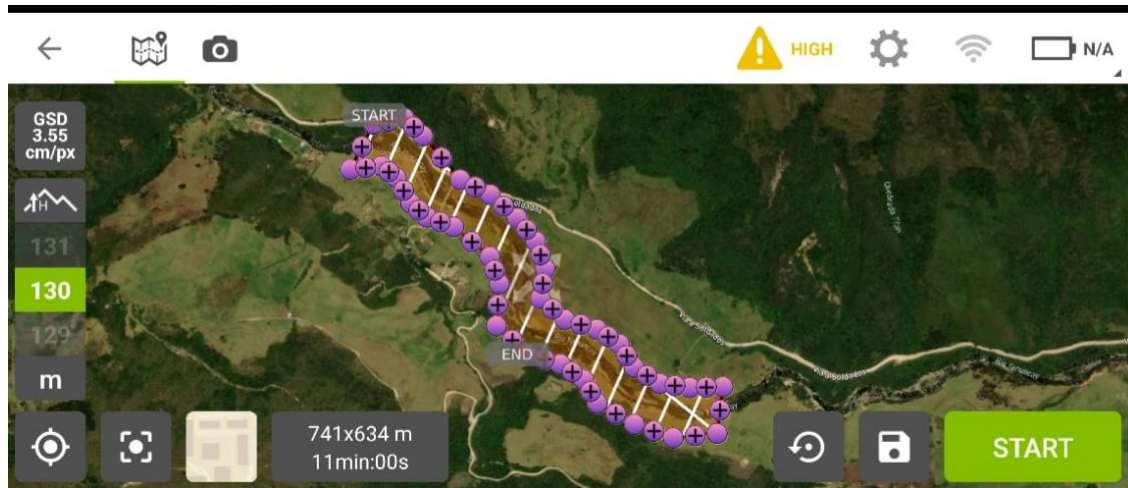 HIGH
N/A
GSD
3.55
cm/px
START
H
131
130
129
m
END
741x634 m
11min:00s
START